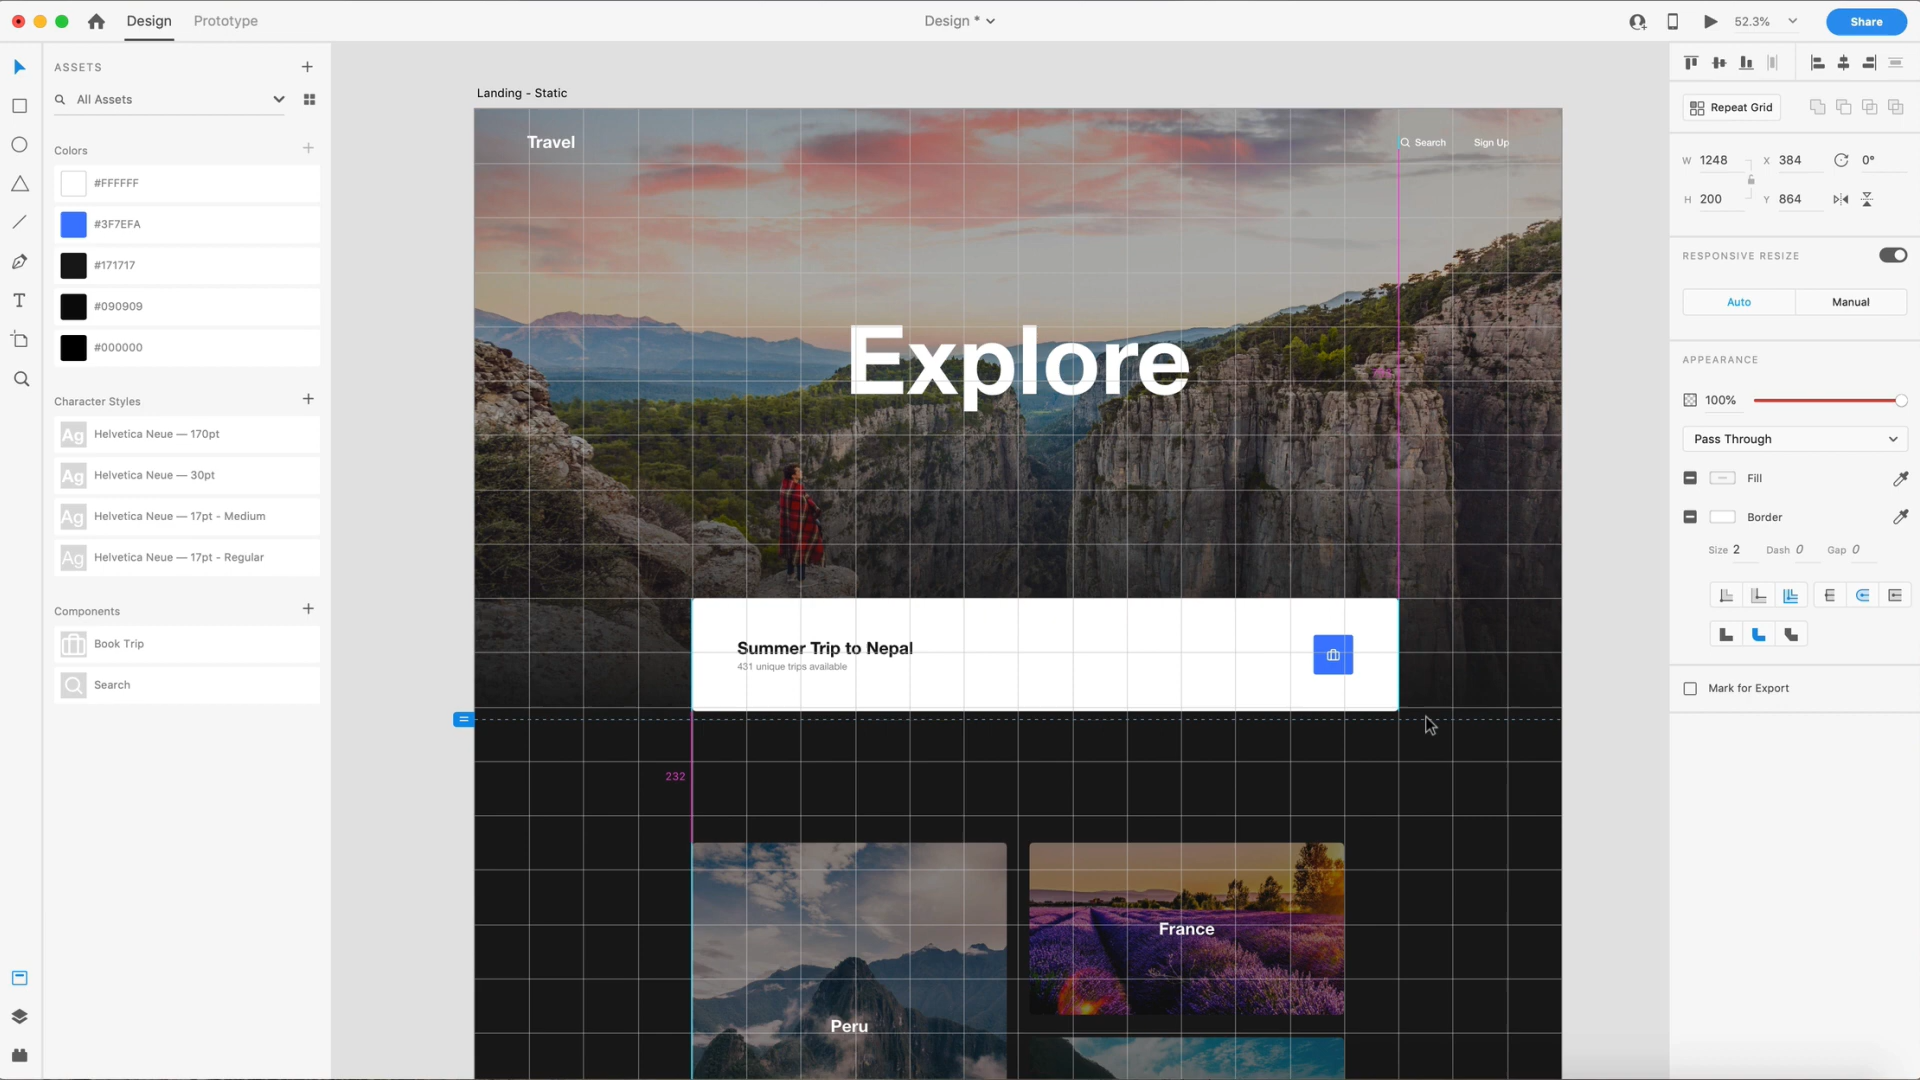 Design
Prototype
Design *
52.3%
Share
ASSETS
All Assets
Colors
#FFFFFF
#3F7EFA
#171717
#090909
#000000
Character Styles
Ag Helvetica Neue — 170pt
Ag Helvetica Neue — 30pt
Ag Helvetica Neue — 17pt - Medium
Ag Helvetica Neue — 17pt - Regular
Components
Book Trip
Search
Landing - Static
Travel
Search
Sign Up
Explore
Summer Trip to Nepal
431 unique trips available
232
France
Peru
Repeat Grid
W 1248 X 384 0°
H 200 Y 864
RESPONSIVE RESIZE
Auto
Manual
APPEARANCE
100%
Pass Through
Fill
Border
Size 2 Dash 0 Gap 0
Mark for Export